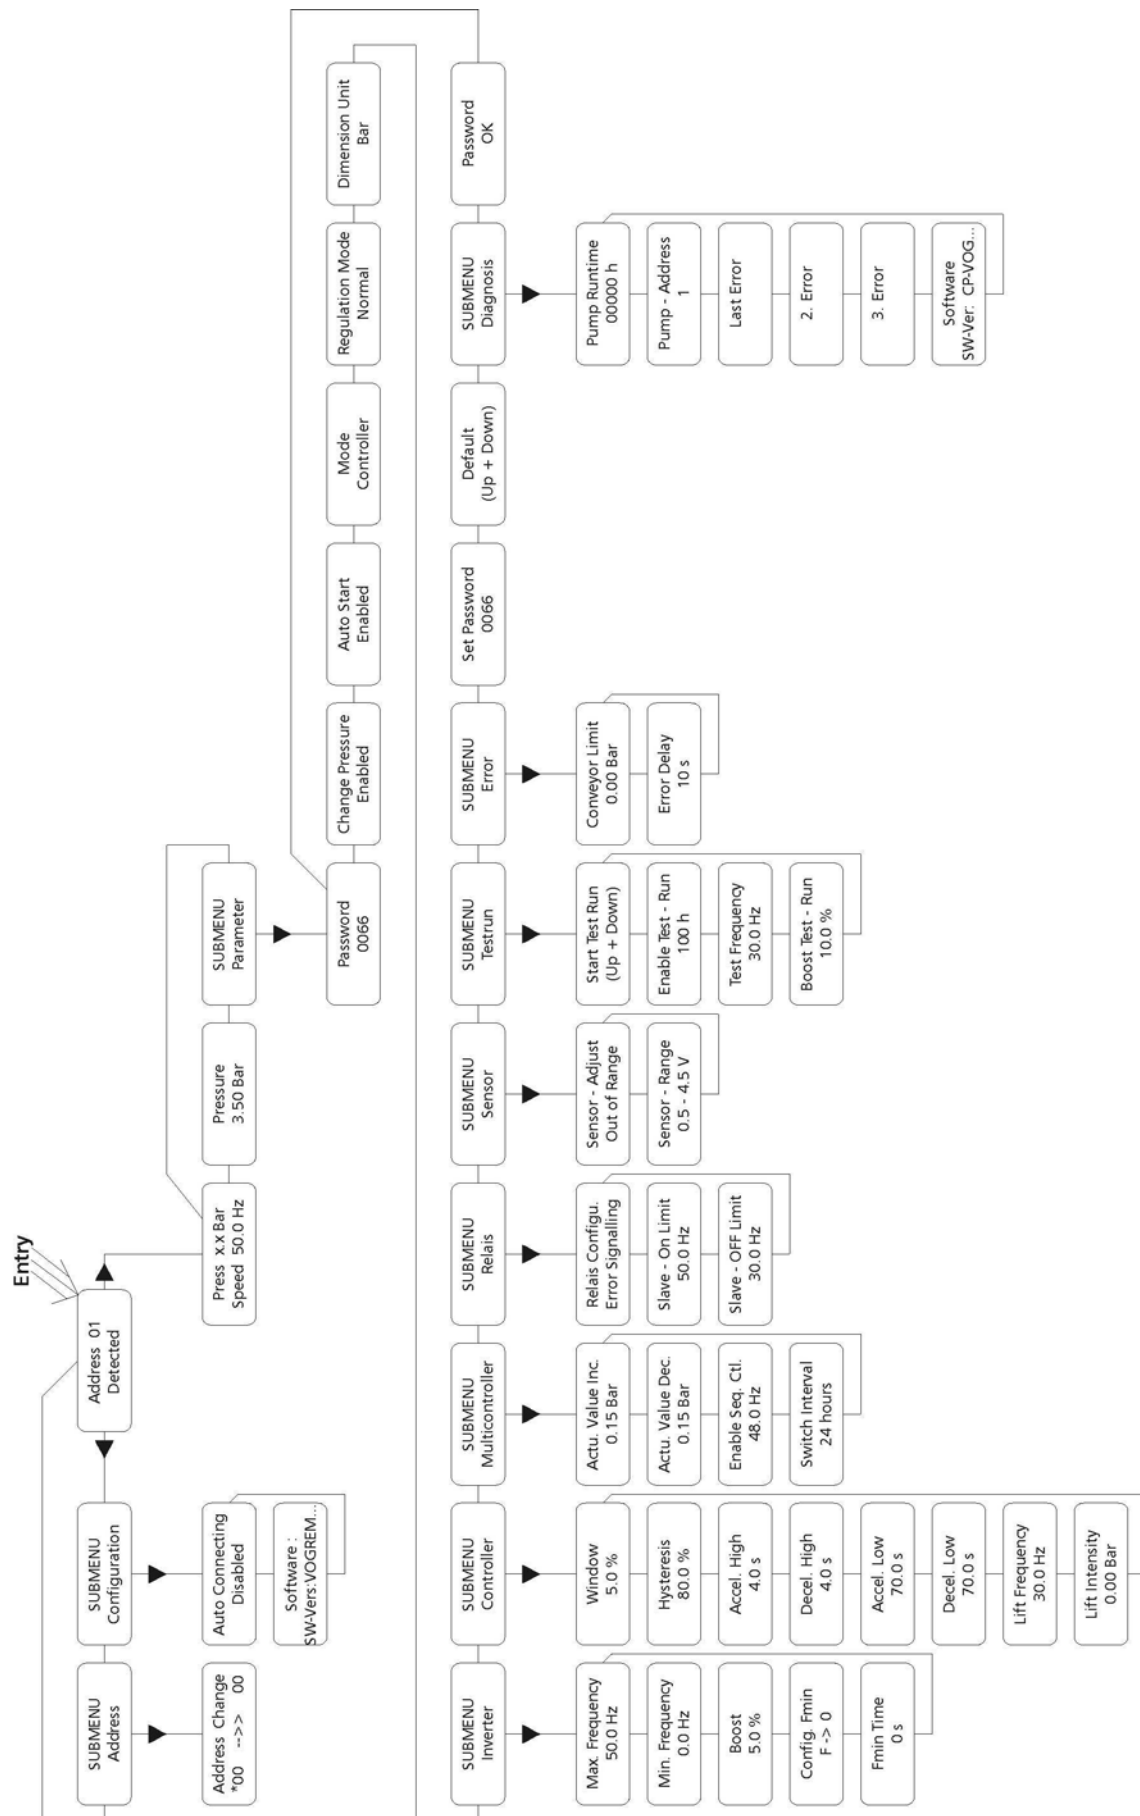 Entry
SUBMENU
Address
SUBMENU
Configuration
Address 01
Detected
Address Change
*00 -->> 00
Auto Connecting
Disabled
Software :
SW-Vers:VOGREM...
Press x.x Bar
Speed 50.0 Hz
Pressure
3.50 Bar
SUBMENU
Parameter
Password
0066
Change Pressure
Enabled
Auto Start
Enabled
Mode
Controller
Regulation Mode
Normal
Dimension Unit
Bar
SUBMENU
Inverter
SUBMENU
Controller
SUBMENU
Multicontroller
SUBMENU
Relais
SUBMENU
Sensor
SUBMENU
Testrun
SUBMENU
Error
Set Password
0066
Default
(Up + Down)
SUBMENU
Diagnosis
Password
OK
Max. Frequency
50.0 Hz
Min. Frequency
0.0 Hz
Boost
5.0 %
Config. Fmin
F -> 0
Fmin Time
0 s
Window
5.0 %
Hysteresis
80.0 %
Accel. High
4.0 s
Decel. High
4.0 s
Accel. Low
70.0 s
Decel. Low
70.0 s
Lift Frequency
30.0 Hz
Lift Intensity
0.00 Bar
Actu. Value Inc.
0.15 Bar
Actu. Value Dec.
0.15 Bar
Enable Seq. Ctl.
48.0 Hz
Switch Interval
24 hours
Relais Configu.
Error Signalling
Slave - On Limit
50.0 Hz
Slave - OFF Limit
30.0 Hz
Sensor - Adjust
Out of Range
Sensor - Range
0.5 - 4.5 V
Start Test Run
(Up + Down)
Enable Test - Run
100 h
Test Frequency
30.0 Hz
Boost Test - Run
10.0 %
Conveyor Limit
0.00 Bar
Error Delay
10 s
Pump Runtime
00000 h
Pump - Address
1
Last Error
2. Error
3. Error
Software
SW-Ver: CP-VOG...